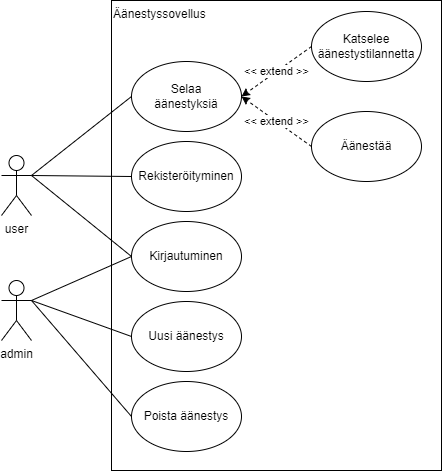 Äänestyssovellus
Katselee
äänestystilannetta
<< extend >>
Selaa
äänestyksiä
<< extend >>
Äänestää
Rekisteröityminen
user
Kirjautuminen
Uusi äänestys
admin
Poista äänestys